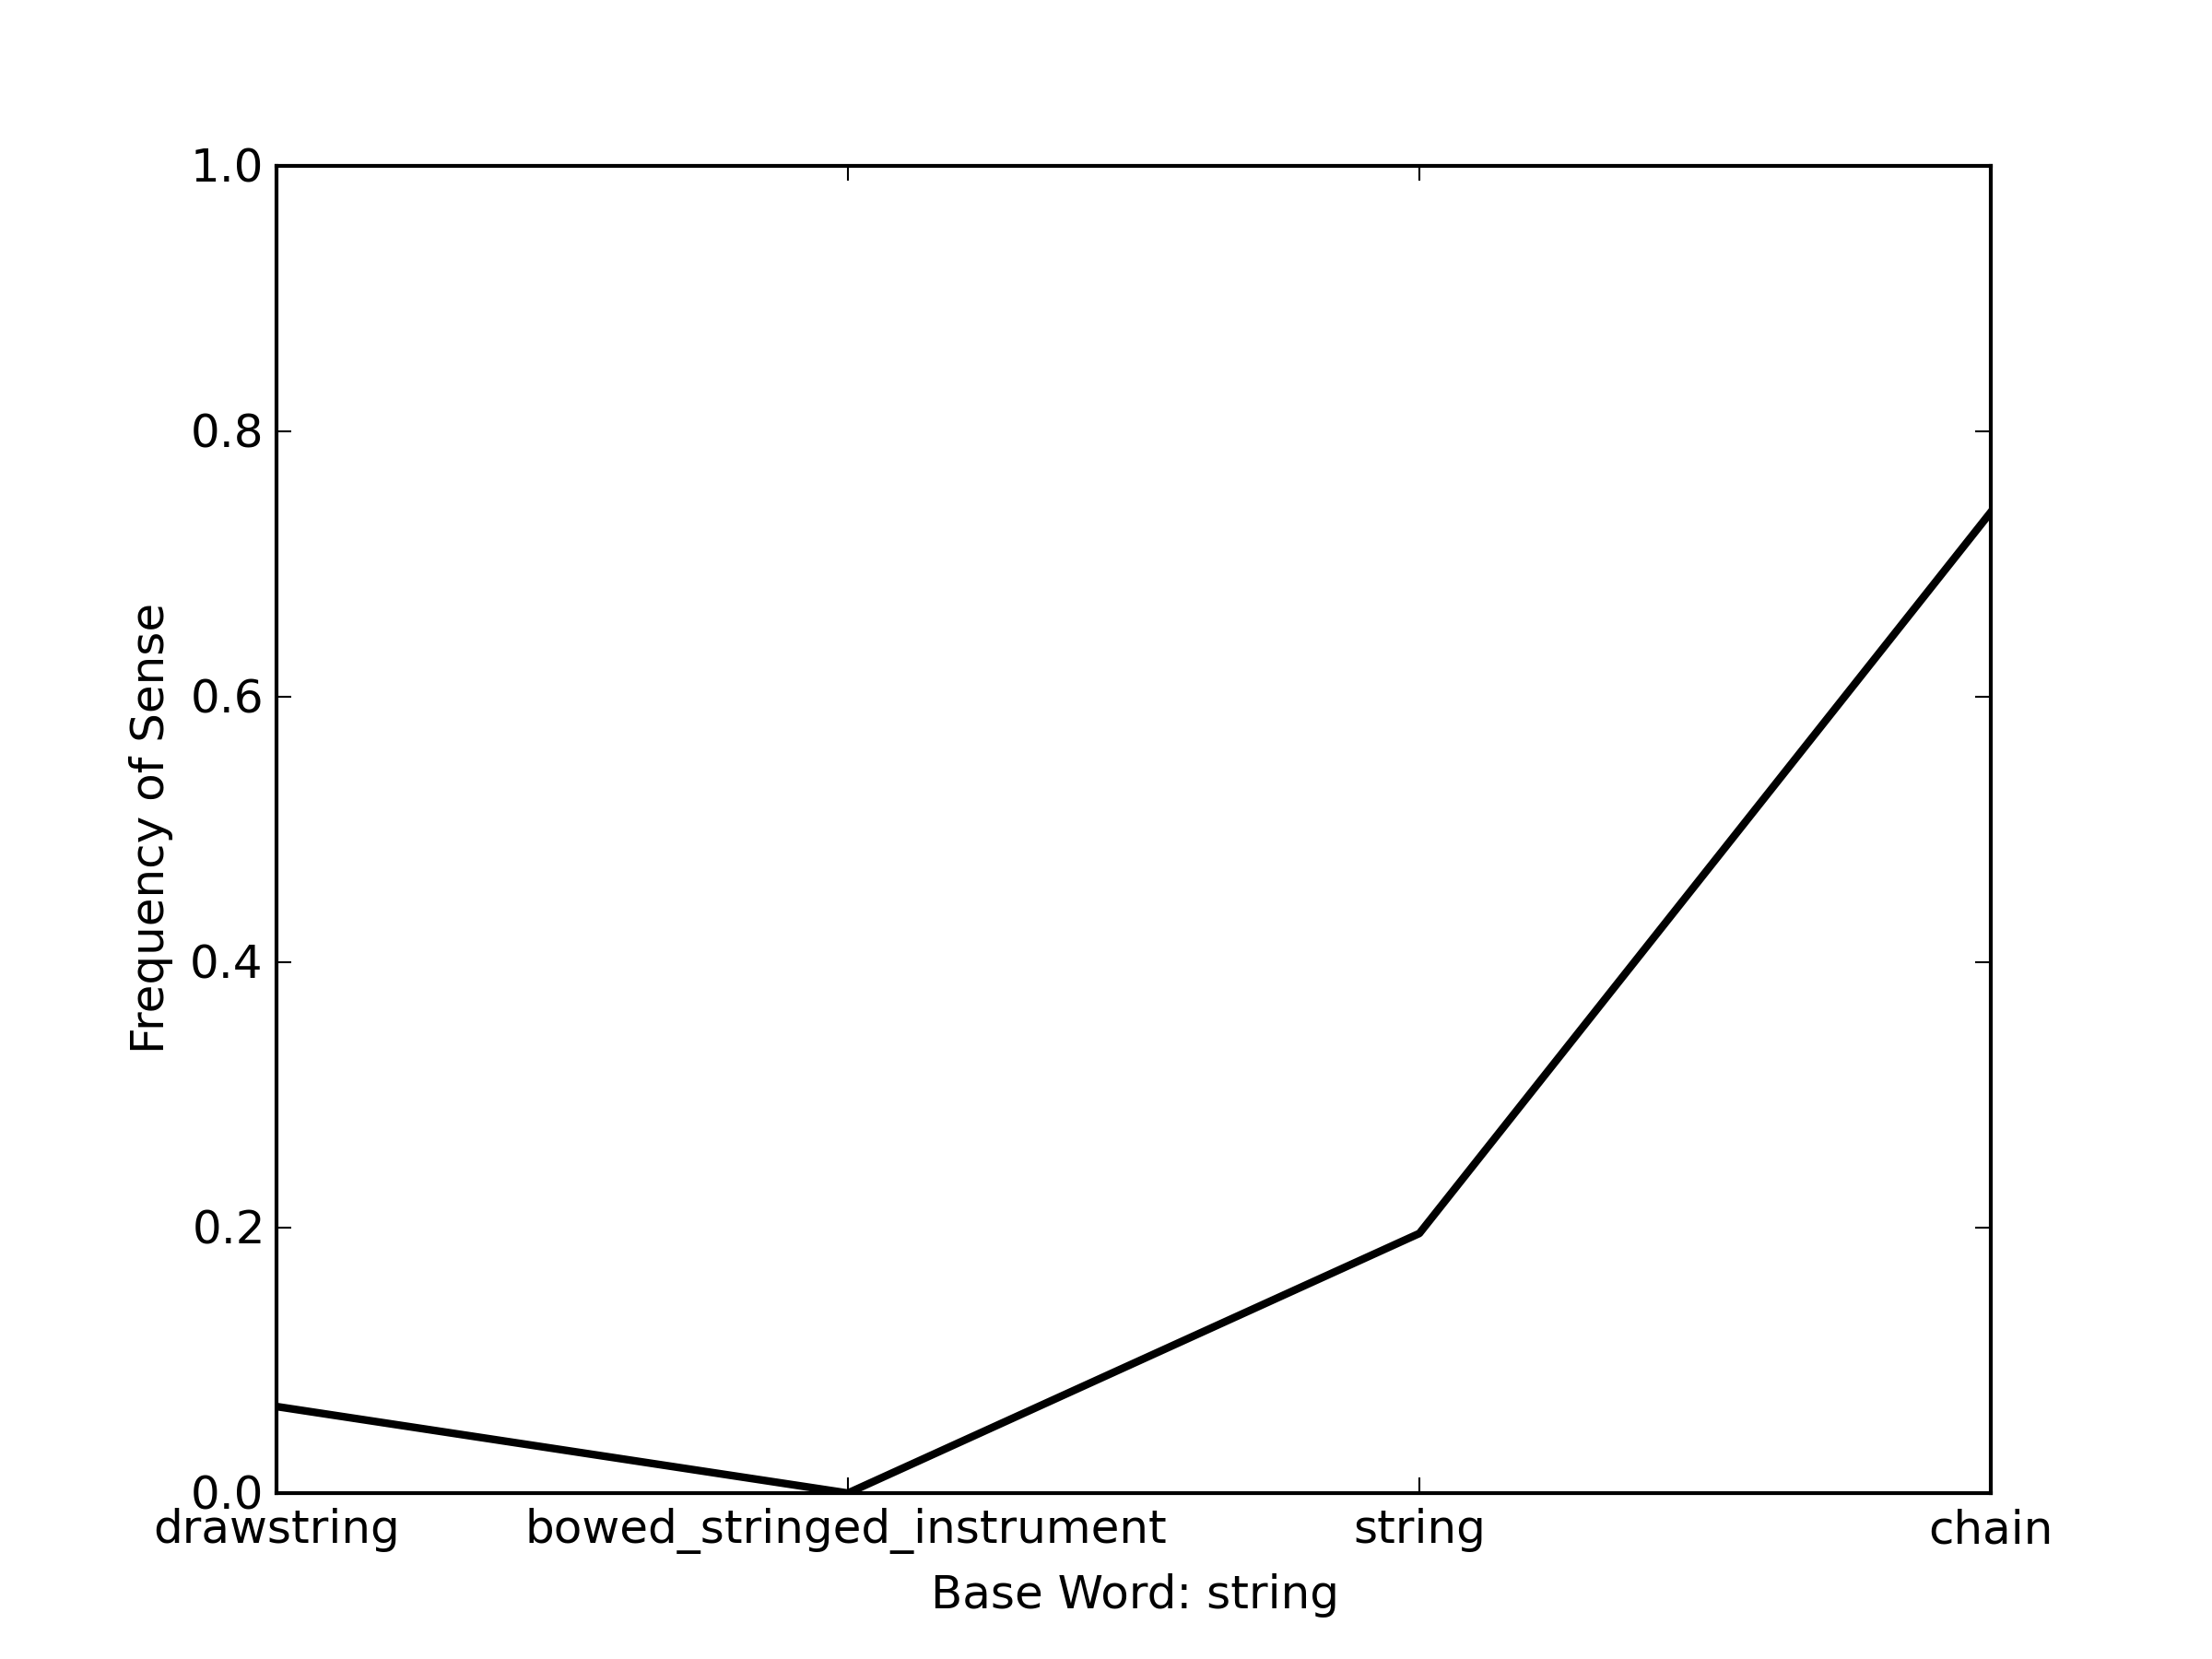 1.0
0.8
0.6
0.4
0.2
0.0
Frequency of Sense
drawstring bowed_stringed_instrument string chain
Base Word: string